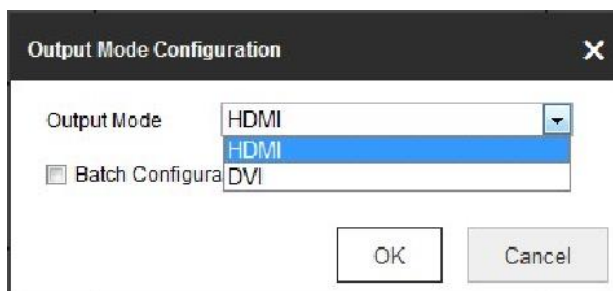 Output Mode Configuration
Output Mode HDMI
HDMI
Batch Configura DVI
OK Cancel